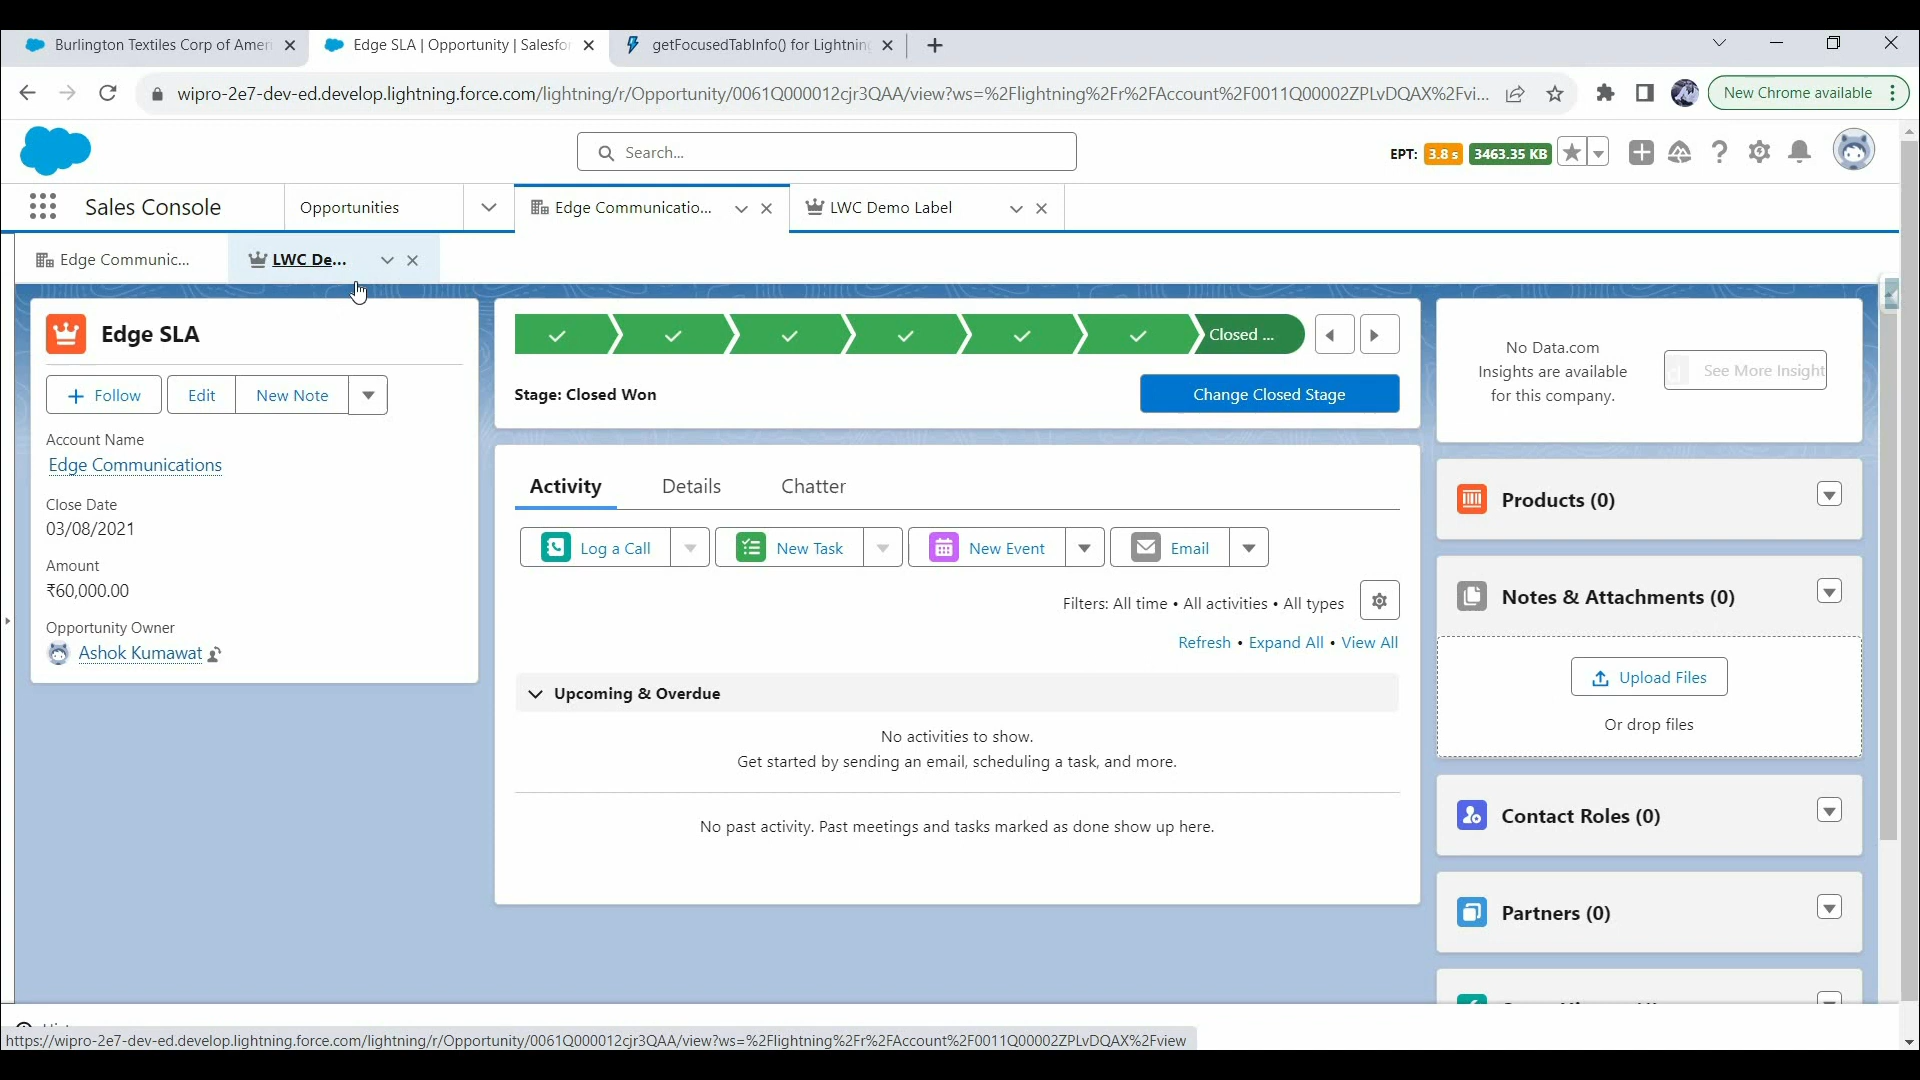 Burlington Textiles Corp of Amer
Edge SLA | Opportunity | Salesfo
getFocusedTabInfo() for Lightnin
wipro-2e7-dev-ed.develop.lightning.force.com/lightning/r/Opportunity/0061Q000012cjr3QAA/view?ws=%2Flightning%2Fr%2FAccount%2F0011Q00002ZPLvDQAX%2Fvi...
New Chrome available
Search...
EPT: 3.8 s 3463.35 KB
Sales Console
Opportunities
Edge Communicatio...
LWC Demo Label
Edge Communic...
LWC De...
Edge SLA
Follow
Edit
New Note
Account Name
Edge Communications
Close Date
03/08/2021
Amount
₹60,000.00
Opportunity Owner
Ashok Kumawat
Closed ...
Stage: Closed Won
Change Closed Stage
Activity
Details
Chatter
Log a Call
New Task
New Event
Email
Filters: All time • All activities • All types
Refresh • Expand All • View All
Upcoming & Overdue
No activities to show.
Get started by sending an email, scheduling a task, and more.
No past activity. Past meetings and tasks marked as done show up here.
No Data.com
Insights are available
for this company.
See More Insight
Products (0)
Notes & Attachments (0)
Upload Files
Or drop files
Contact Roles (0)
Partners (0)
https://wipro-2e7-dev-ed.develop.lightning.force.com/lightning/r/Opportunity/0061Q000012cjr3QAA/view?ws=%2Flightning%2Fr%2FAccount%2F0011Q00002ZPLvDQAX%2Fview